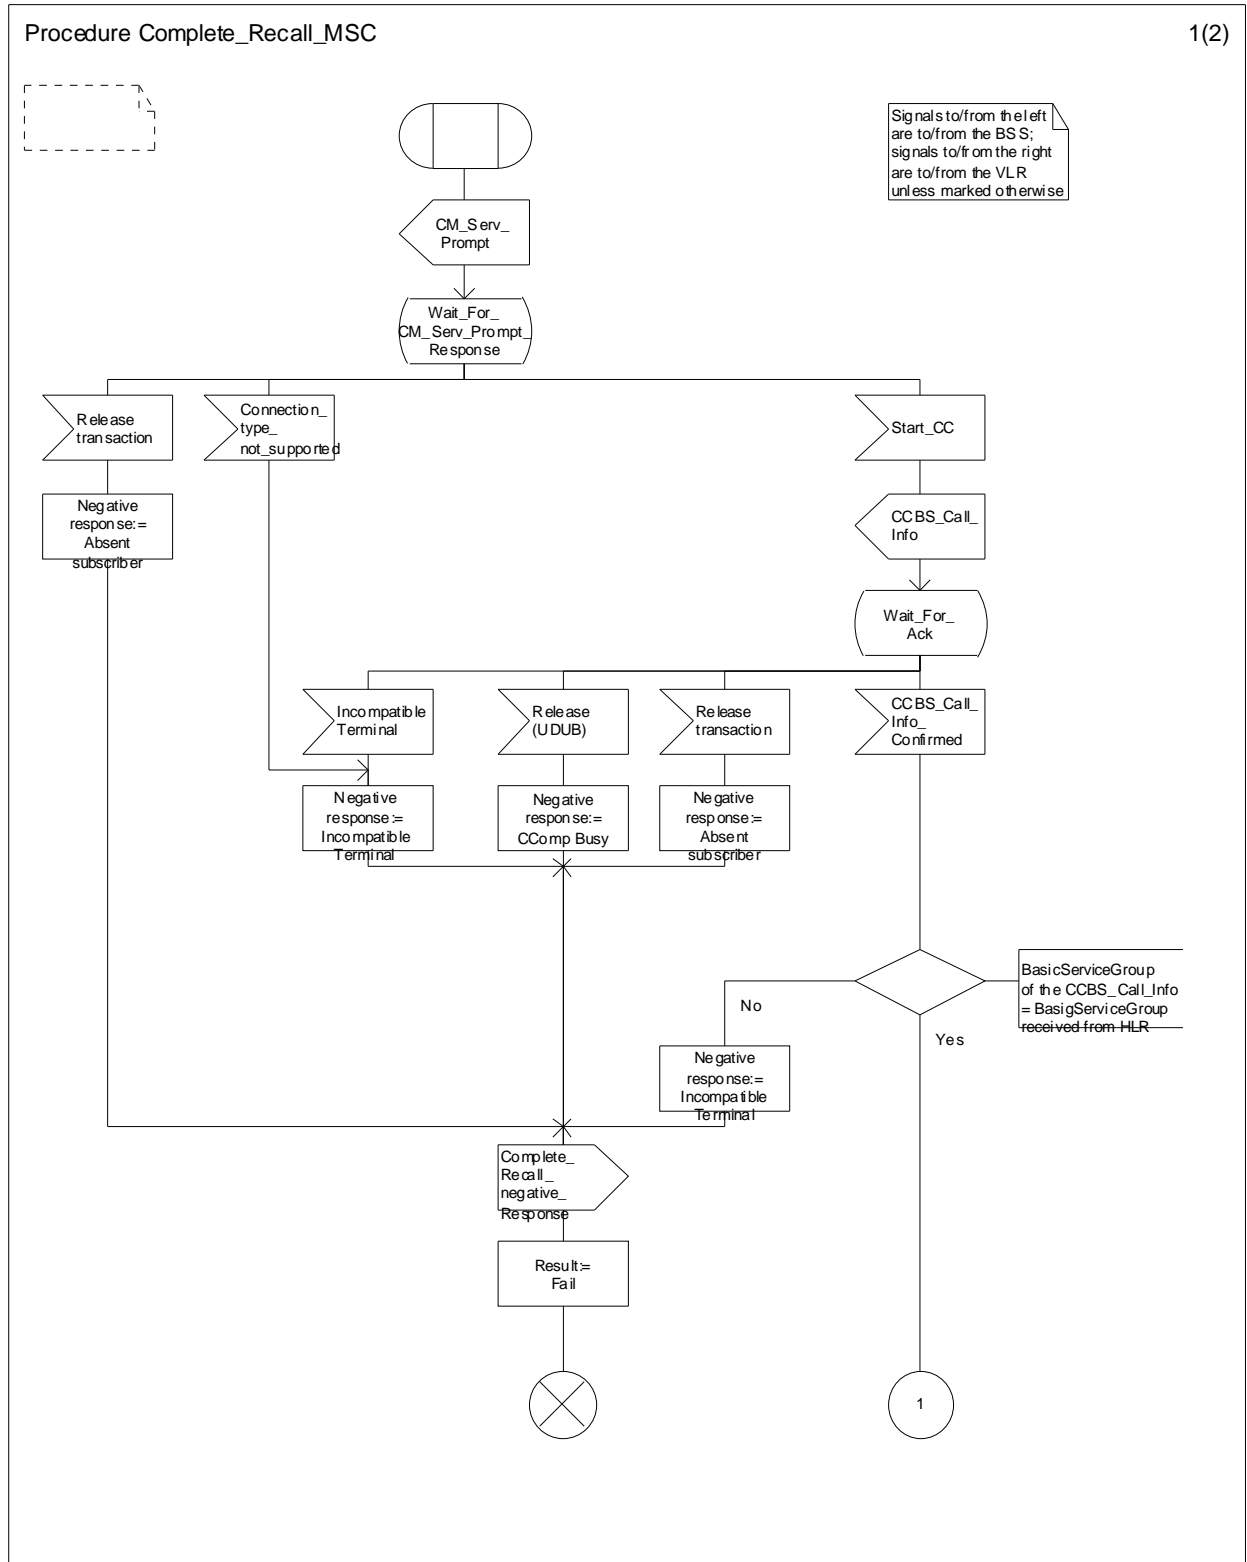 Procedure Complete_Recall_MSC
1(2)
Signals to/from the left
are to/from the BSS;
signals to/from the right
are to/from the VLR
unless marked otherwise
CM_Serv_
Prompt
Wait_For_
CM_Serv_Prompt_
Response
Release
transaction
Connection_
type_
not_supported
Start_CC
Negative
response:=
Absent
subscriber
CCBS_Call_
Info
Wait_For_
Ack
Incompatible
Terminal
Release
(UDUB)
Release
transaction
CCBS_Call_
Info_
Confirmed
Negative
response:=
Incompatible
Terminal
Negative
response:=
CComp Busy
Negative
response:=
Absent
subscriber
BasicServiceGroup
of the CCBS_Call_Info
= BasigServiceGroup
received from HLR
No
Yes
Negative
response:=
Incompatible
Terminal
Complete_
Recall_
negative_
Response
Result:=
Fail
1